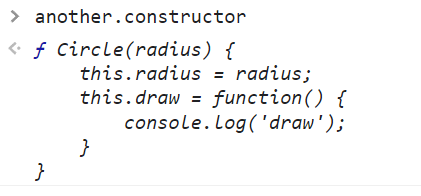 > another.constructor
ƒ Circle(radius) {
    this.radius = radius;
    this.draw = function() {
        console.log('draw');
    }
}